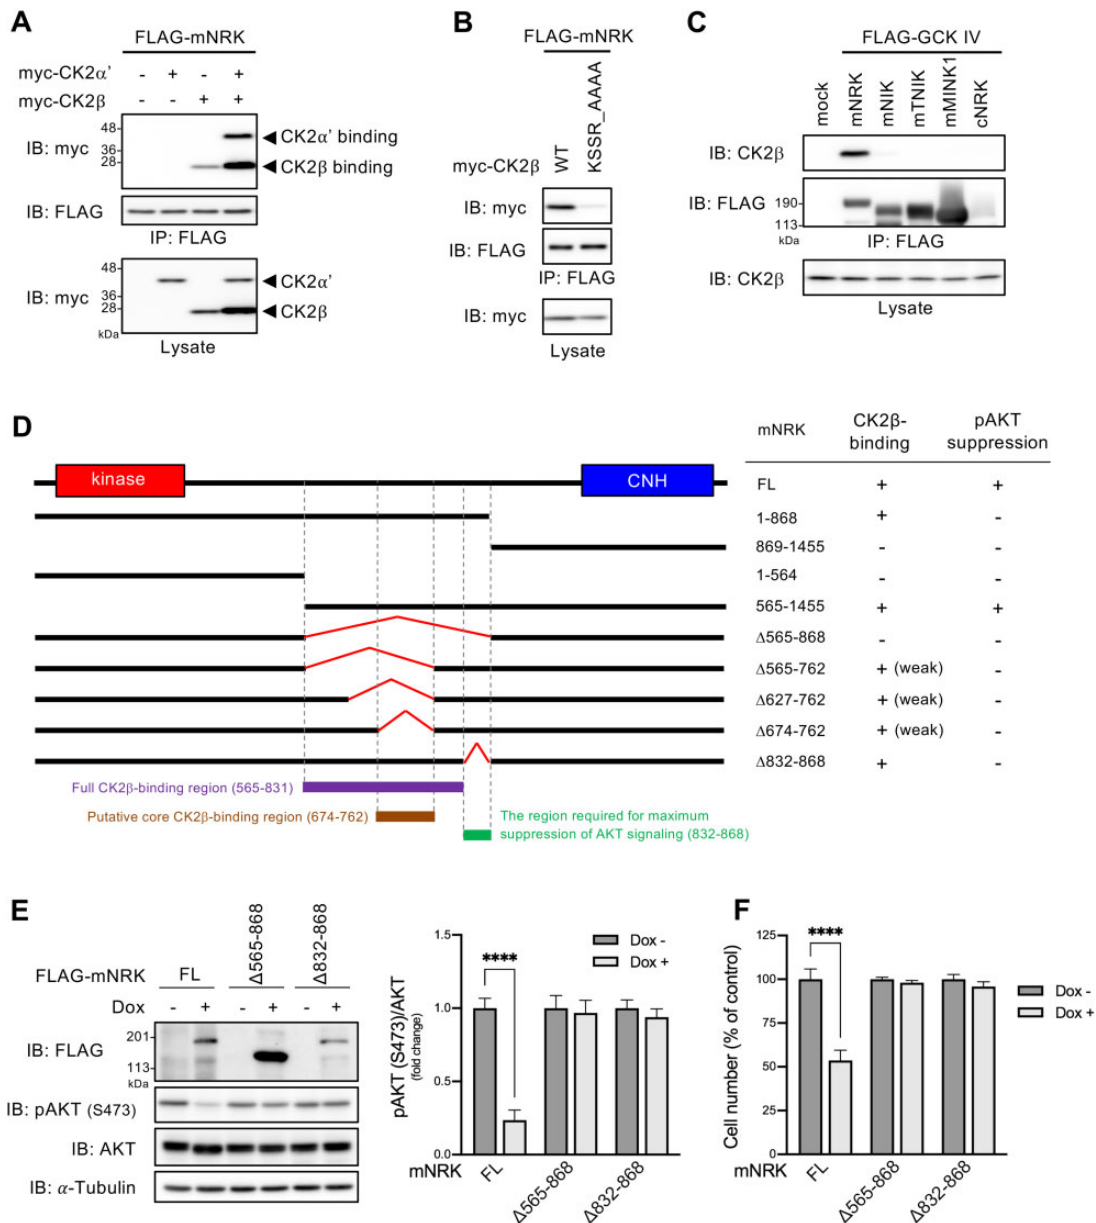 A
FLAG-mNRK
myc-CK2α' - + - +
myc-CK2β - - + +
IB: myc
48
36
28
CK2α' binding
CK2β binding
IB: FLAG
IP: FLAG
IB: myc
48
36
28
kDa
CK2α'
CK2β
Lysate
B
FLAG-mNRK
myc-CK2β
WT
KSSR_AAAA
IB: myc
IB: FLAG
IP: FLAG
IB: myc
Lysate
C
FLAG-GCK IV
mock
mNRK
mNIK
mTNIK
mMINK1
cNRK
IB: CK2β
IB: FLAG
190
113
kDa
IP: FLAG
IB: CK2β
Lysate
D
mNRK
CK2β-binding
pAKT suppression
kinase
CNH
FL + +
1-868 + -
869-1455 - -
1-564 - -
565-1455 + +
Δ565-868 - -
Δ565-762 + (weak) -
Δ627-762 + (weak) -
Δ674-762 + (weak) -
Δ832-868 + -
Full CK2β-binding region (565-831)
Putative core CK2β-binding region (674-762)
The region required for maximum
suppression of AKT signaling (832-868)
E
FLAG-mNRK
FL
Δ565-868
Δ832-868
Dox - + - + - +
IB: FLAG
201
113
kDa
IB: pAKT (S473)
IB: AKT
IB: α-Tubulin
pAKT (S473)/AKT
(fold change)
1.5
1.0
0.5
0.0
****
Dox -
Dox +
mNRK
FL
Δ565-868
Δ832-868
F
Cell number (% of control)
125
100
75
50
25
0
****
Dox -
Dox +
mNRK
FL
Δ565-868
Δ832-868